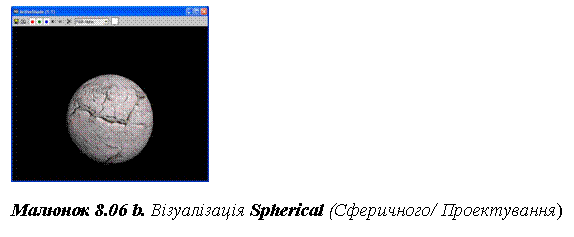 Малюнок 8.06 b. Візуалізація Spherical (Сферичного/ Проектування)